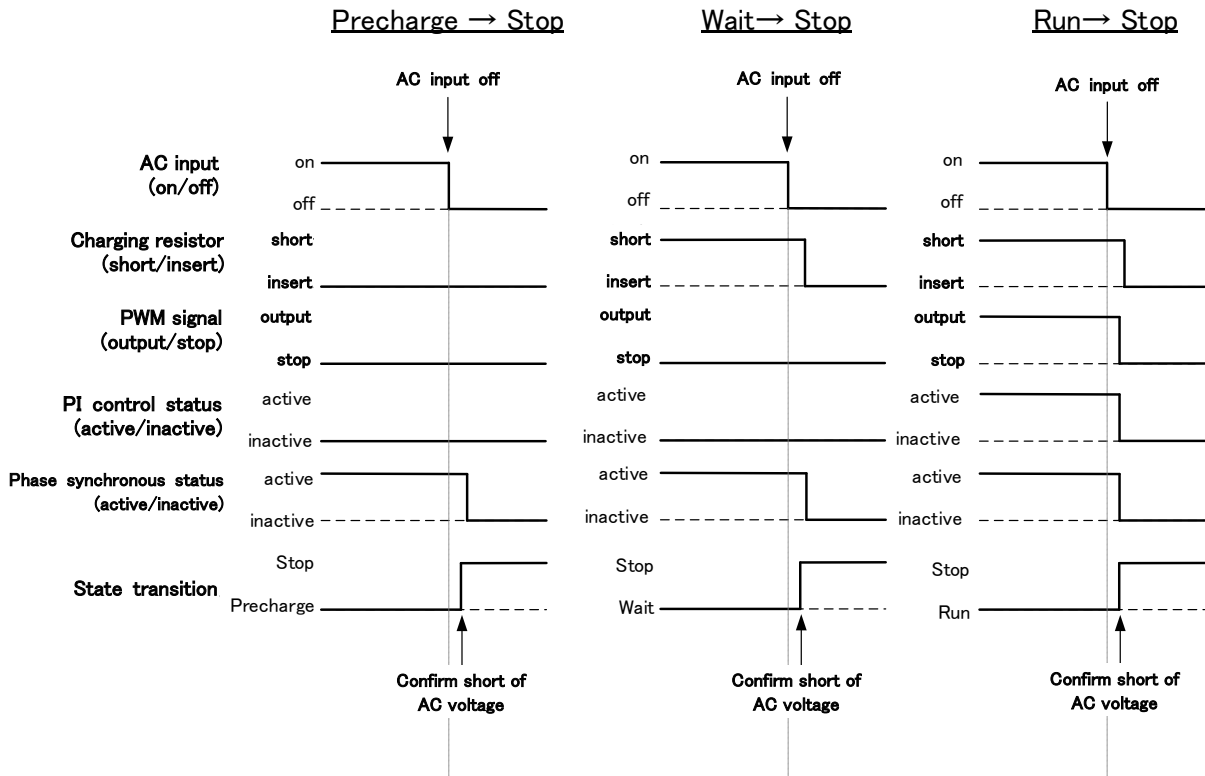 Precharge → Stop
Wait→ Stop
Run→ Stop
AC input off
AC input off
AC input off
AC input
(on/off)
on
off
on
off
on
off
Charging resistor
(short/insert)
short
insert
short
insert
short
insert
PWM signal
(output/stop)
output
stop
output
stop
output
stop
PI control status
(active/inactive)
active
inactive
active
inactive
active
inactive
Phase synchronous status
(active/inactive)
active
inactive
active
inactive
active
inactive
State transition
Stop
Precharge
Stop
Wait
Stop
Run
Confirm short of
AC voltage
Confirm short of
AC voltage
Confirm short of
AC voltage